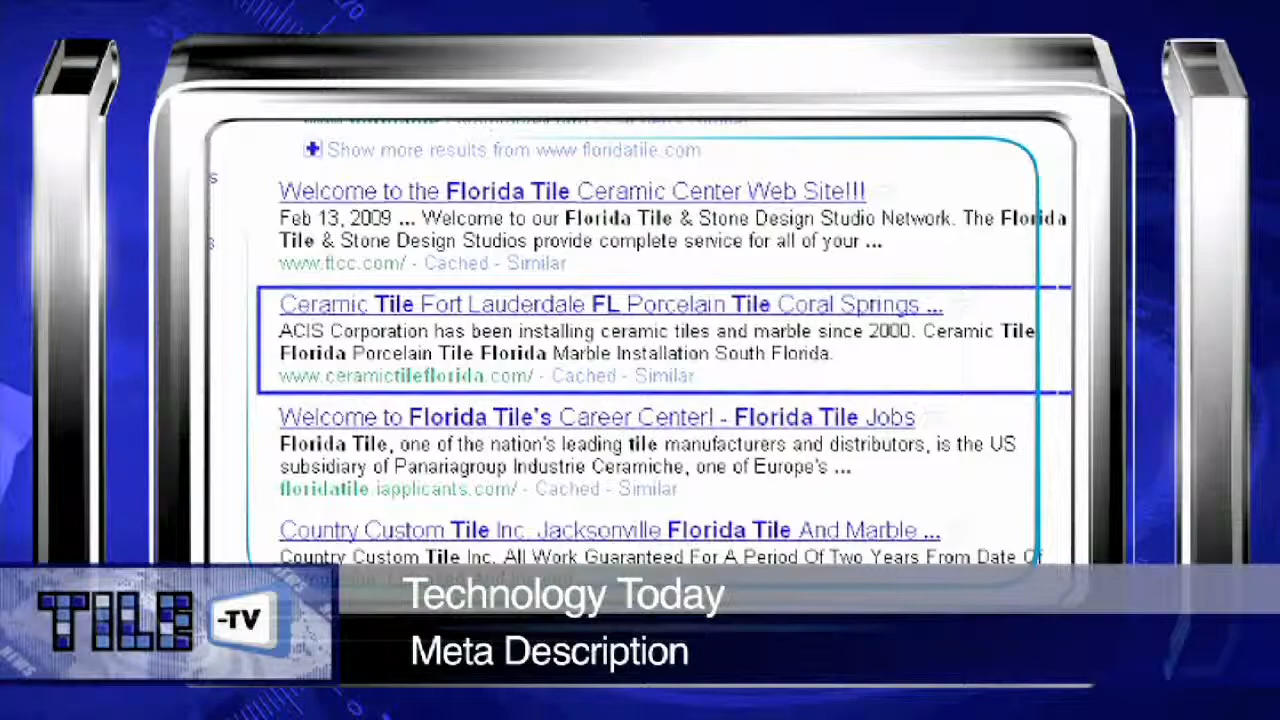 Show more results from www.floridatile.com
Welcome to the Florida Tile Ceramic Center Web Site!!!
Feb 13, 2009 ... Welcome to our Florida Tile & Stone Design Studio Network. The Florida
Tile & Stone Design Studios provide complete service for all of your ...
www.ftcc.com/ - Cached - Similar
Ceramic Tile Fort Lauderdale FL Porcelain Tile Coral Springs ...
ACIS Corporation has been installing ceramic tiles and marble since 2000. Ceramic Tile
Florida Porcelain Tile Florida Marble Installation South Florida.
www.ceramictileflorida.com/ - Cached - Similar
Welcome to Florida Tile's Career Center! - Florida Tile Jobs
Florida Tile, one of the nation's leading tile manufacturers and distributors, is the US
subsidiary of Panariagroup Industrie Ceramiche, one of Europe's ...
floridatile.iapplicants.com/ - Cached - Similar
Country Custom Tile Inc. Jacksonville Florida Tile And Marble ...
Country Custom Tile Inc. All Work Guaranteed For A Period Of Two Years From Date Of
Technology Today
TILE -TV
Meta Description
NEWS